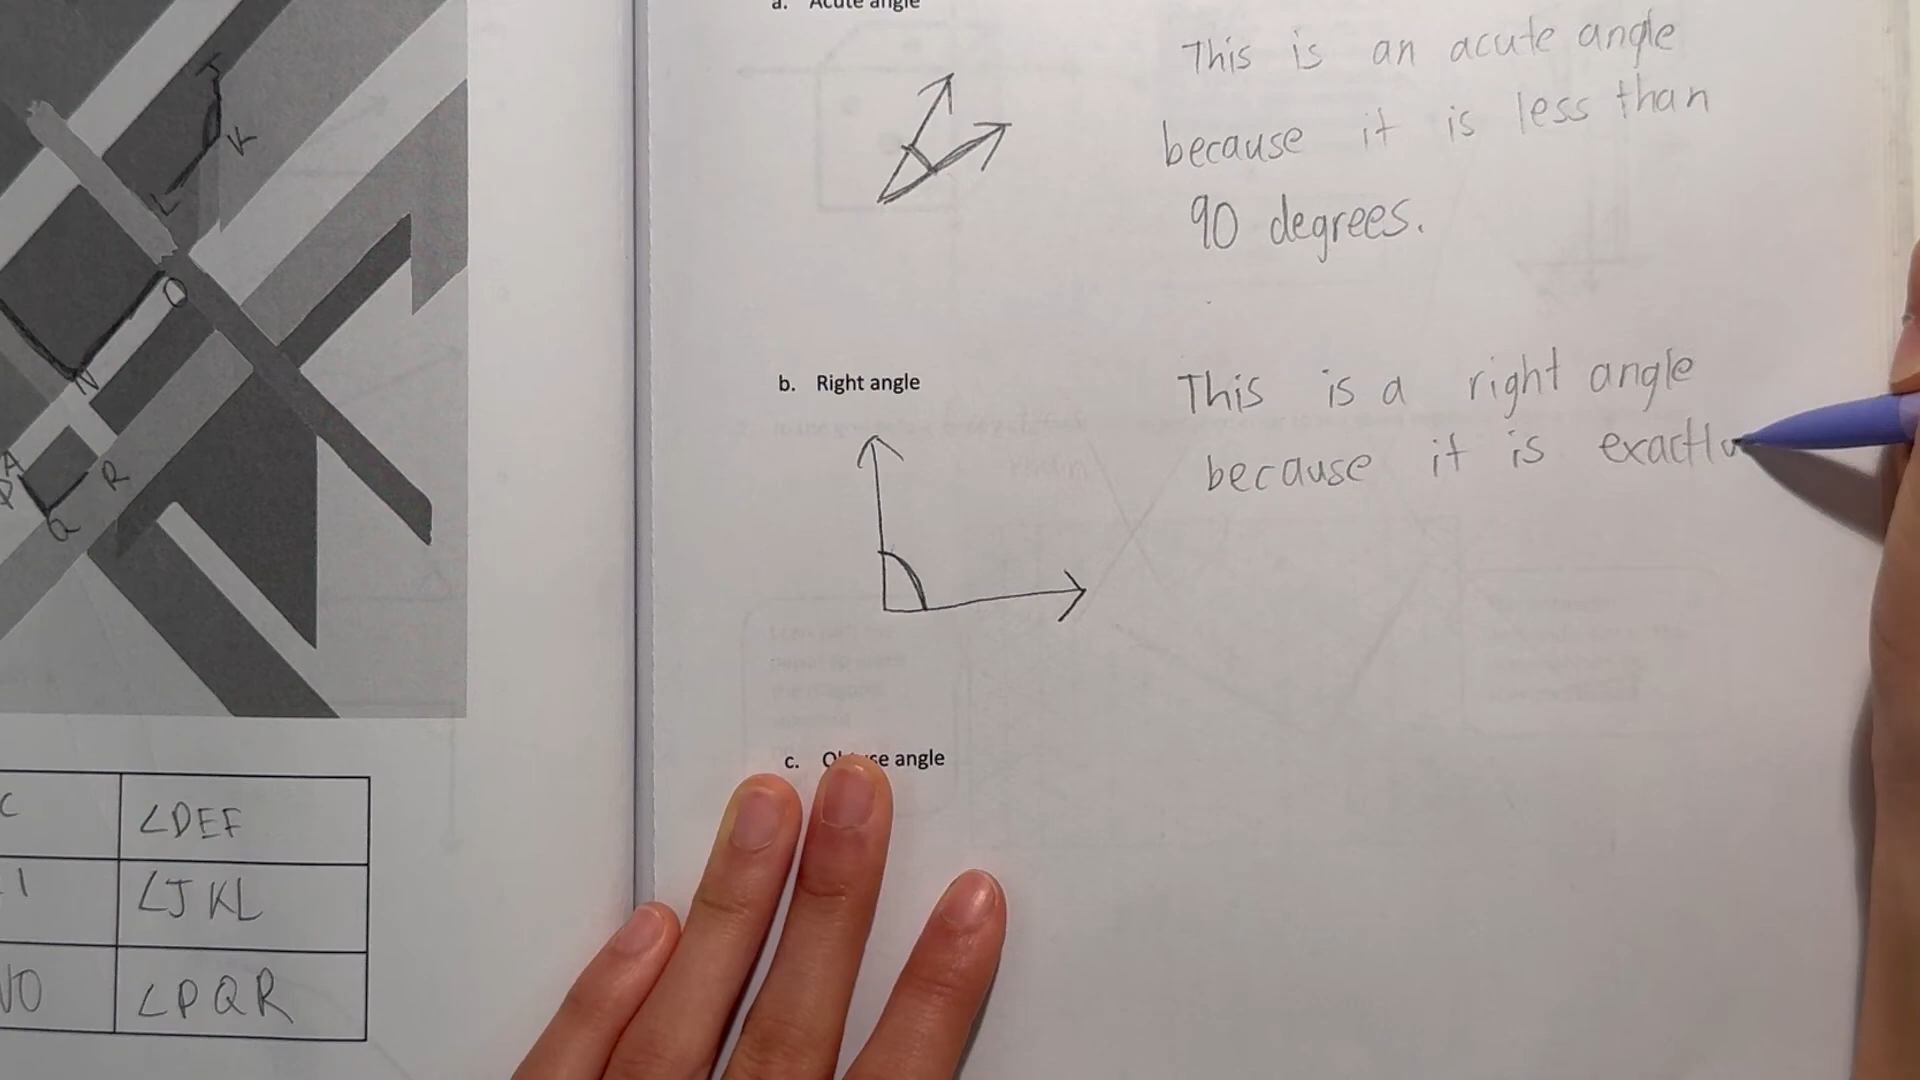 J
K
L
O
N
A
P
R
Q
C
∠DEF
∠JKL
∠PQR
a. Acute angle
This is an acute angle
because it is less than
90 degrees.
b. Right angle
This is a right angle
because it is exactly
c. angle